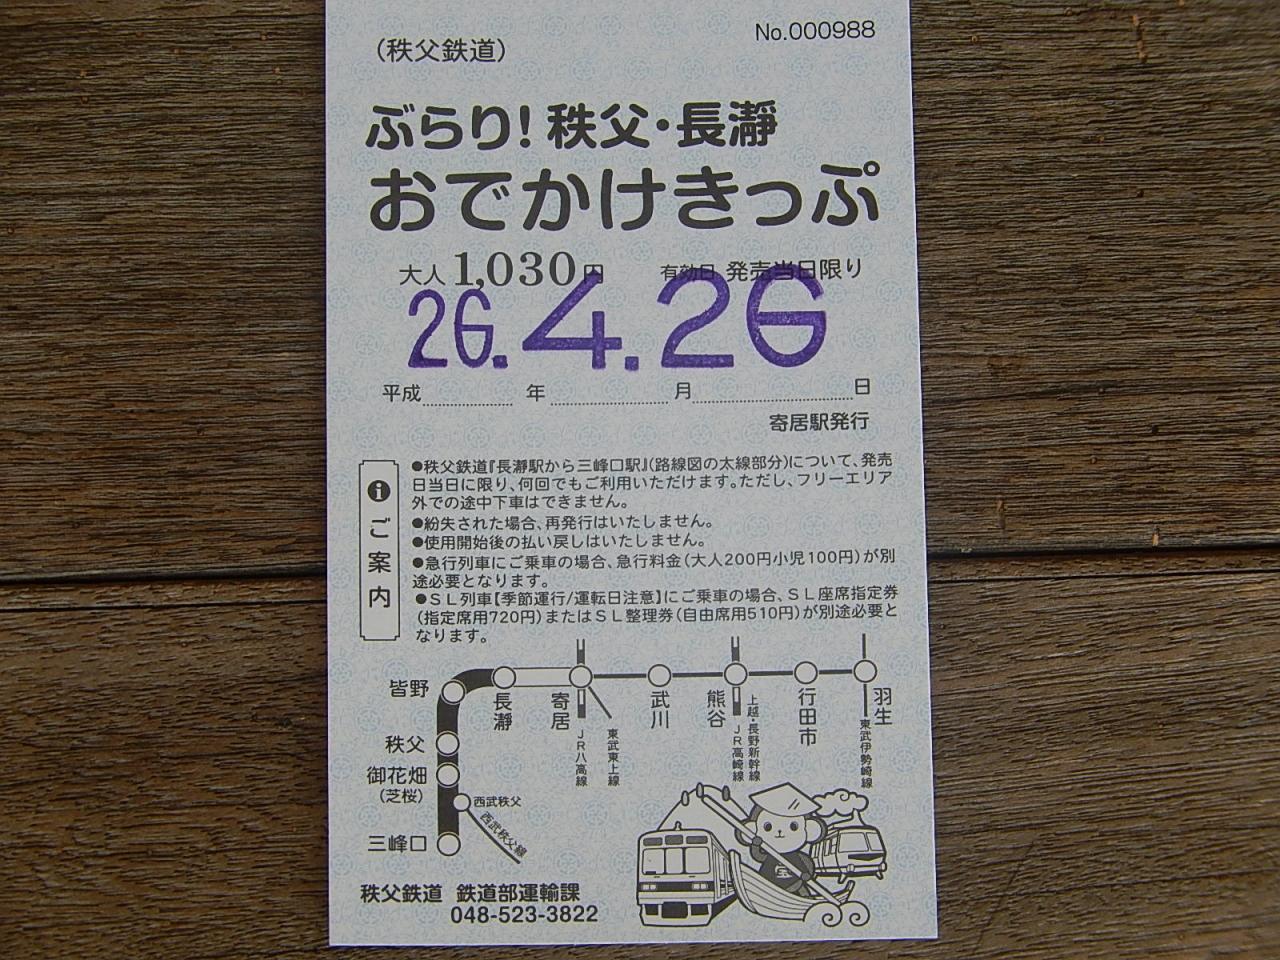 (秩父鉄道)
No.000988
ぶらり!秩父・長瀞
おでかけきっぷ
大人1,030円 有効日 発売当日限り
26.4.26
平成 年 月 日
寄居駅発行
ご案内
●秩父鉄道『長瀞駅から三峰口駅』(路線図の太線部分)について、発売
日当日に限り、何回でもご利用いただけます。ただし、フリーエリア
外での途中下車はできません。
●紛失された場合、再発行はいたしません。
●使用開始後の払い戻しはいたしません。
●急行列車にご乗車の場合、急行料金(大人200円小児100円)が別
途必要となります。
●SL列車【季節運行/運転日注意】にご乗車の場合、SL座席指定券
(指定席用720円)またはSL整理券(自由席用510円)が別途必要と
なります。
皆野
長瀞
寄居
武川
熊谷
行田市
羽生
JR八高線
東武東上線
JR高崎線
上越・長野新幹線
東武伊勢崎線
秩父
御花畑
(芝桜)
西武秩父
西武秩父線
三峰口
宝
秩父鉄道 鉄道部運輸課
048-523-3822